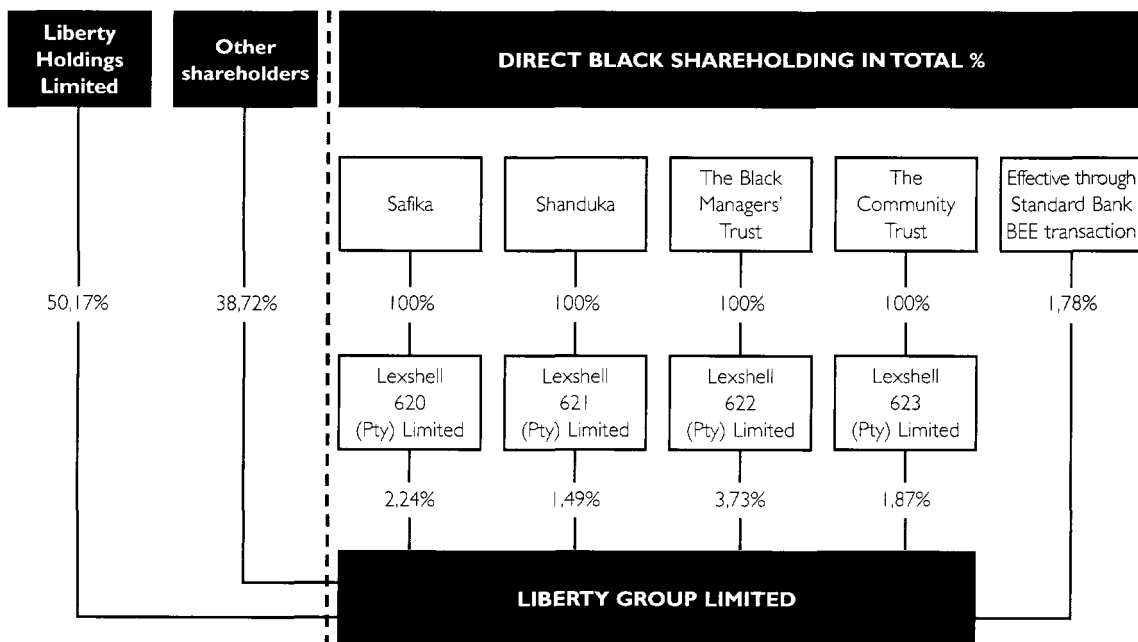 Liberty
Holdings
Limited
Other
shareholders
DIRECT BLACK SHAREHOLDING IN TOTAL %
Safika
Shanduka
The Black
Managers'
Trust
The
Community
Trust
Effective through
Standard Bank
BEE transaction
50,17%
38,72%
100%
100%
100%
100%
1,78%
Lexshell
620
(Pty) Limited
Lexshell
621
(Pty) Limited
Lexshell
622
(Pty) Limited
Lexshell
623
(Pty) Limited
2,24%
1,49%
3,73%
1,87%
LIBERTY GROUP LIMITED